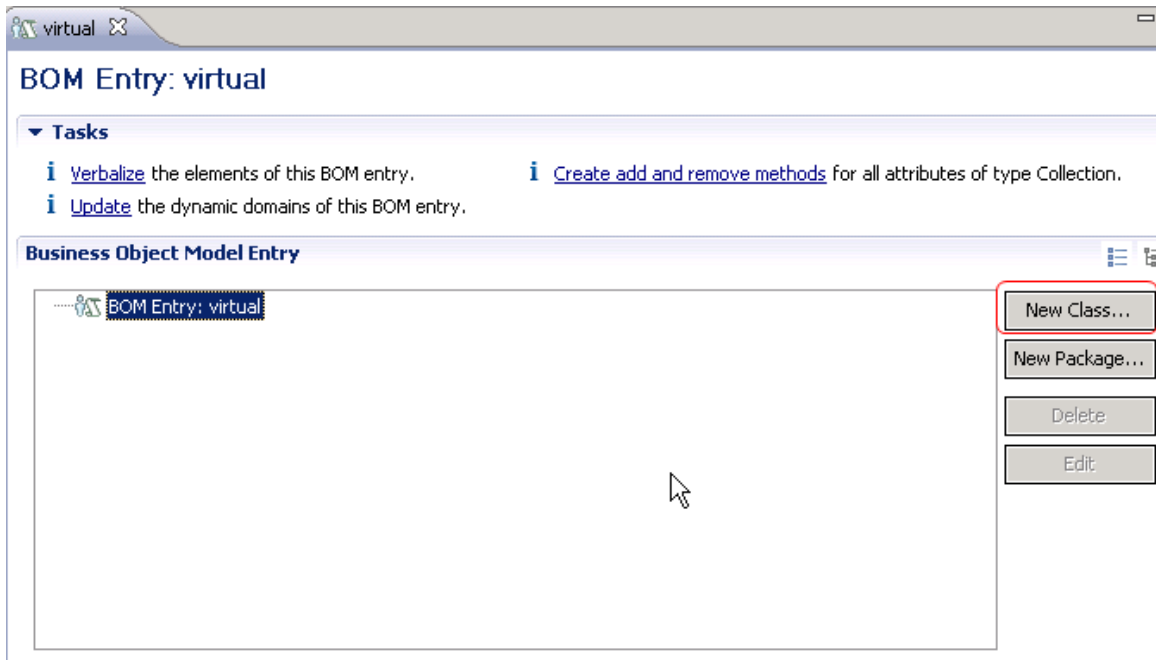 virtual
BOM Entry: virtual
Tasks
Verbalize the elements of this BOM entry.
Create add and remove methods for all attributes of type Collection.
Update the dynamic domains of this BOM entry.
Business Object Model Entry
BOM Entry: virtual
New Class...
New Package...
Delete
Edit